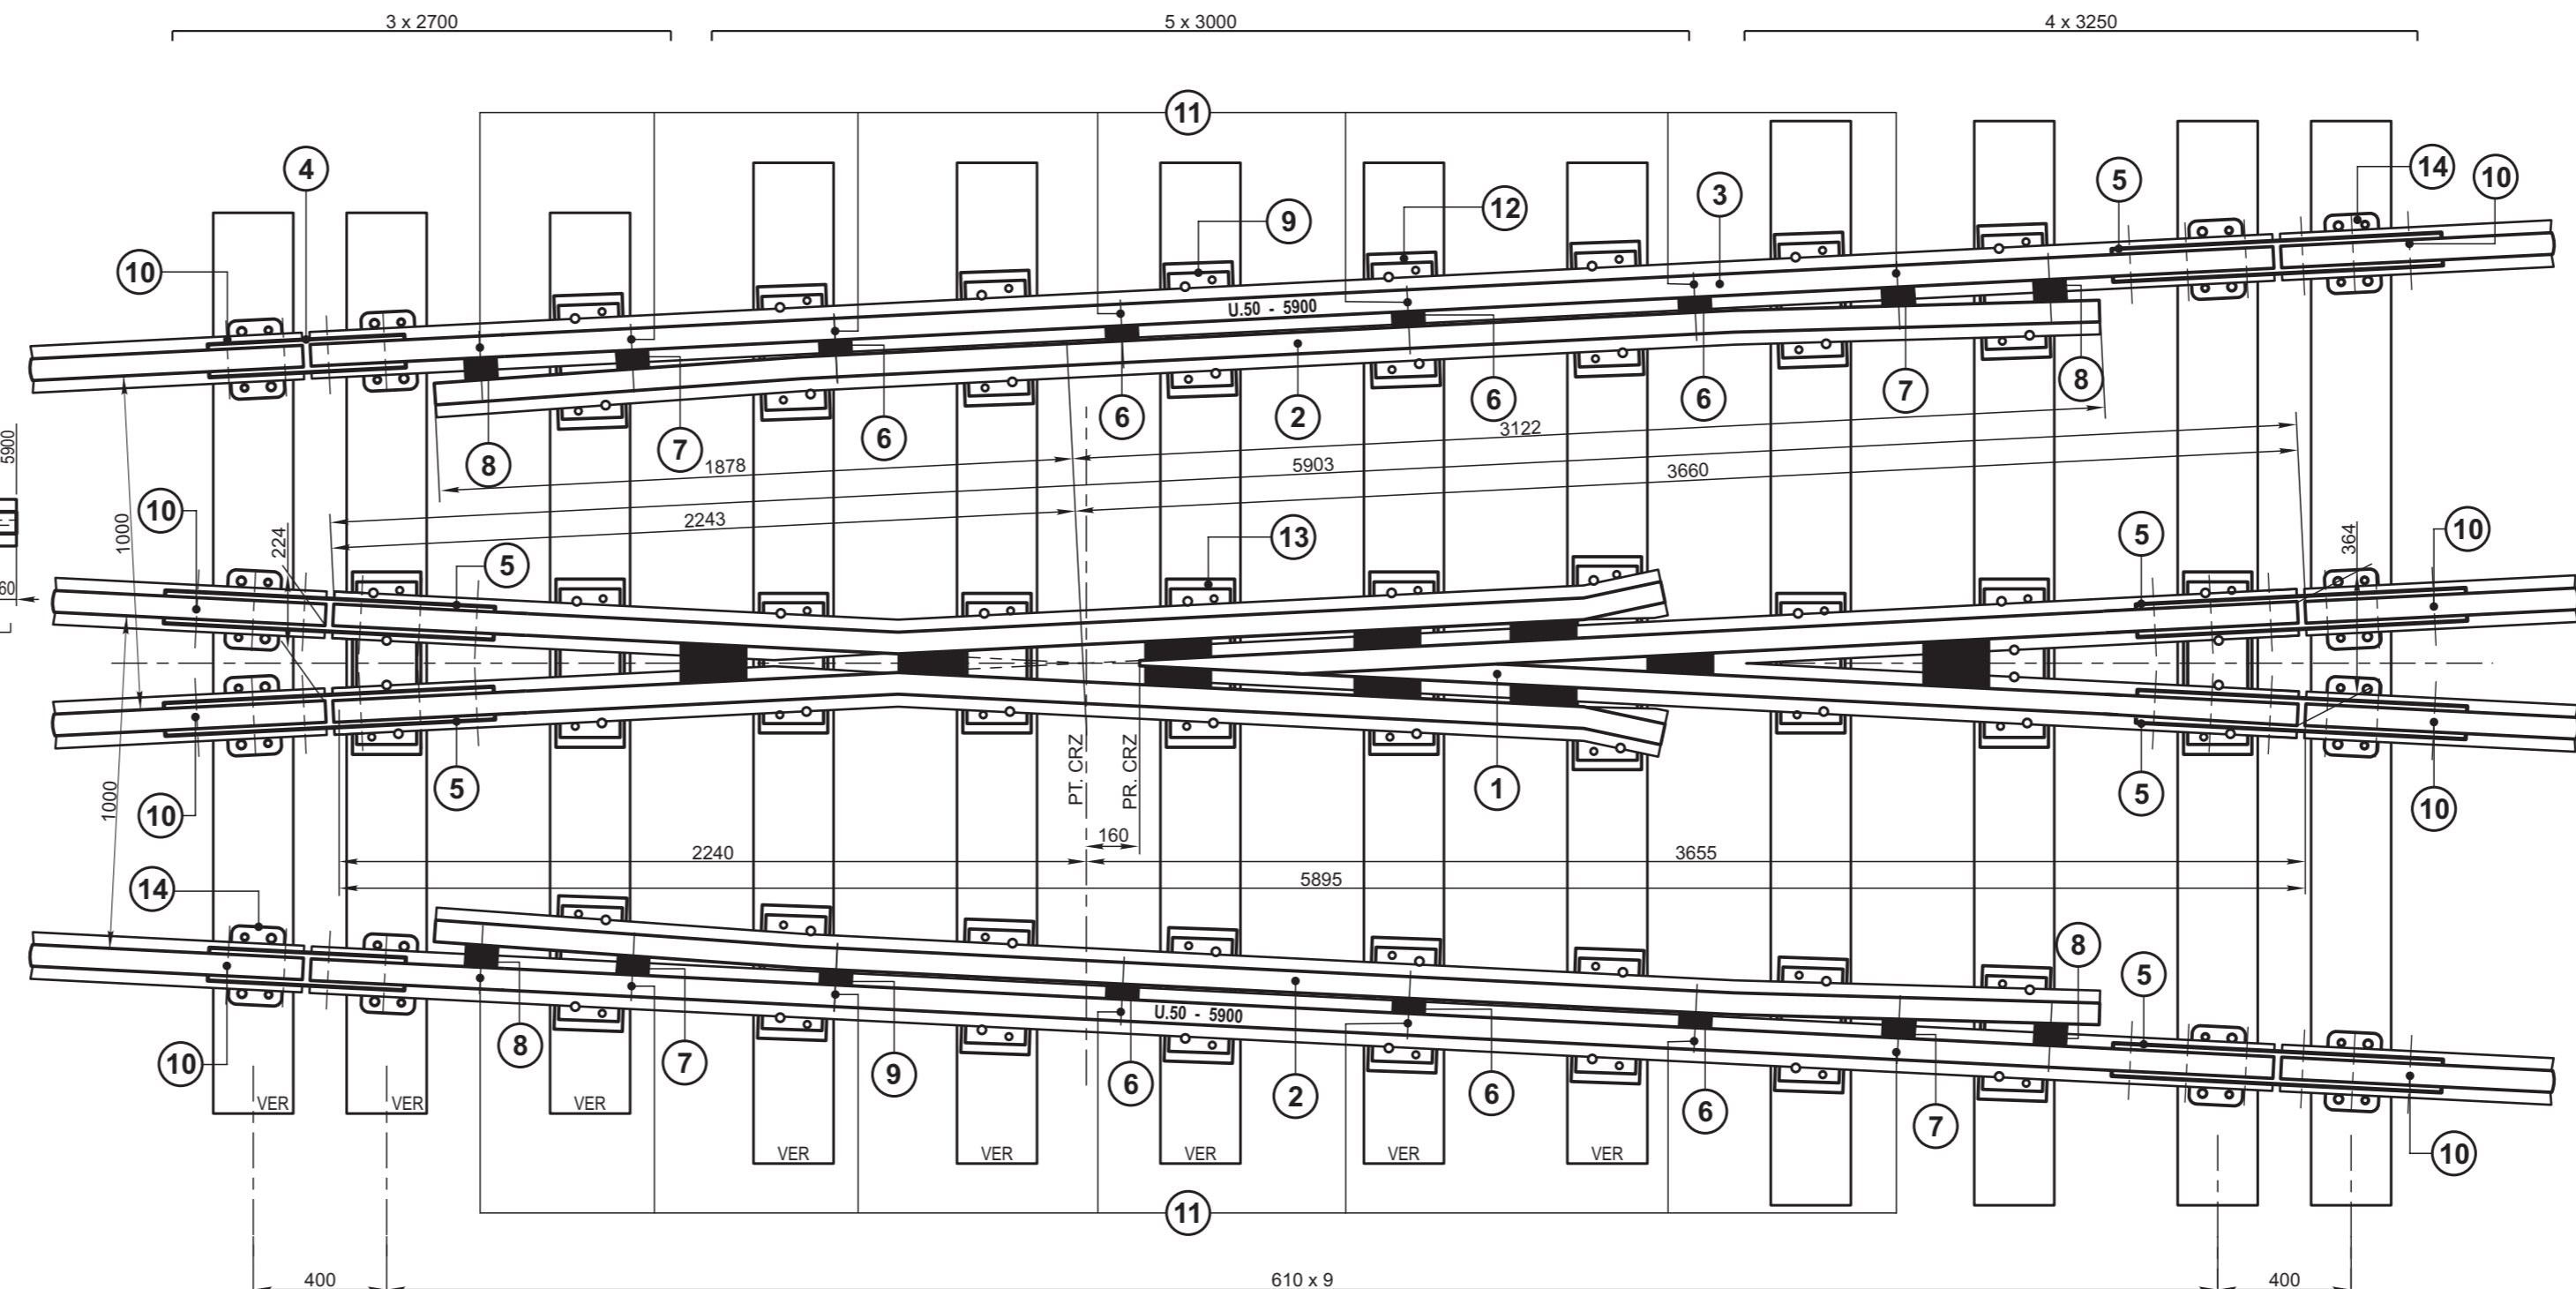 3 x 2700 5 x 3000 4 x 3250
11
4 5 14 10
9 12 3
10
U.50 - 5900
6 7 8
8 7 6 6 2 6
3122
5900
1878 5903 3660
2243
10 1000 224 5 13 5 364 10
60
1000
PT. CRZ PR. CRZ
10 5 1 5 10
160
2240 3655
5895
14
8 5
U.50 - 5900
10 8 7 9 6 2 6 6 7 10
VER VER VER
VER VER VER VER VER
11
400 610 x 9 400